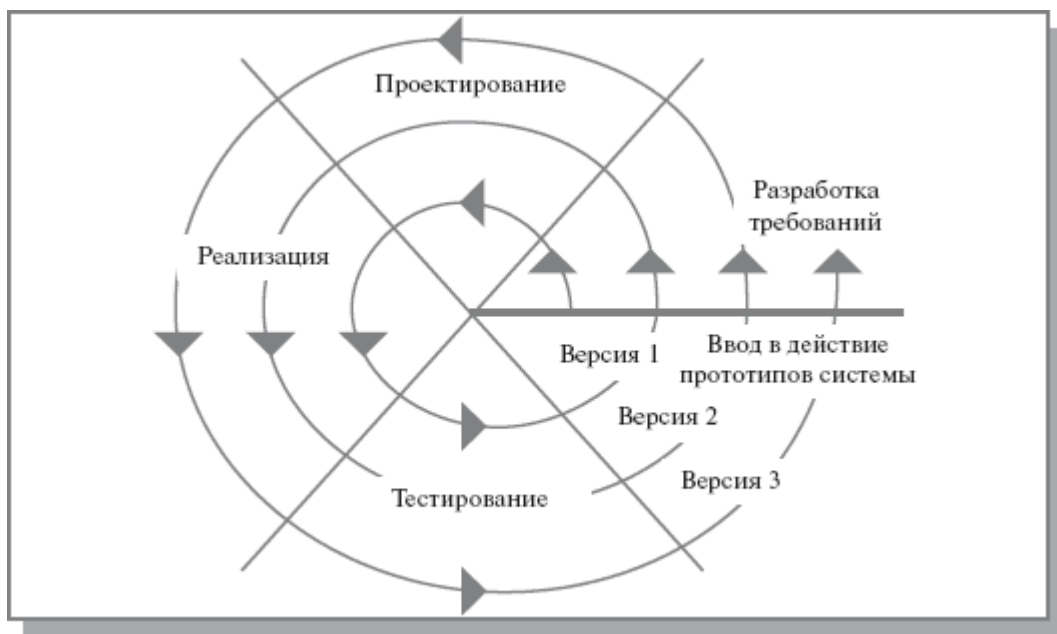 Проектирование
Разработка
требований
Реализация
Версия 1
Ввод в действие
прототипов системы
Версия 2
Версия 3
Тестирование